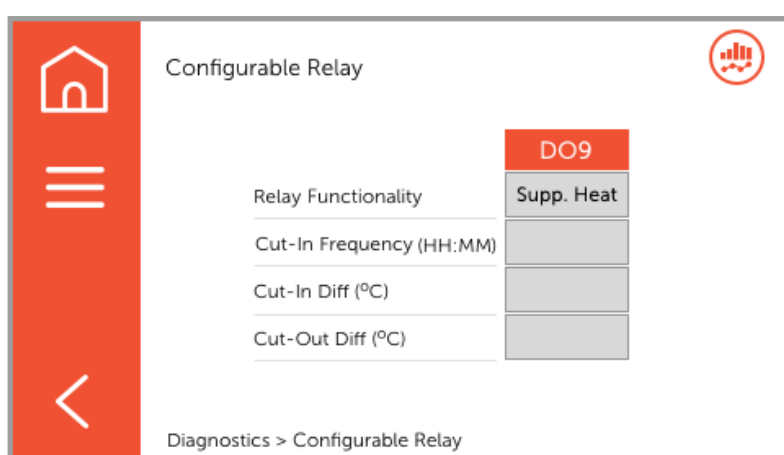 Configurable Relay
DO9
Relay Functionality Supp. Heat
Cut-In Frequency (HH:MM)
Cut-In Diff (ºC)
Cut-Out Diff (ºC)
Diagnostics > Configurable Relay